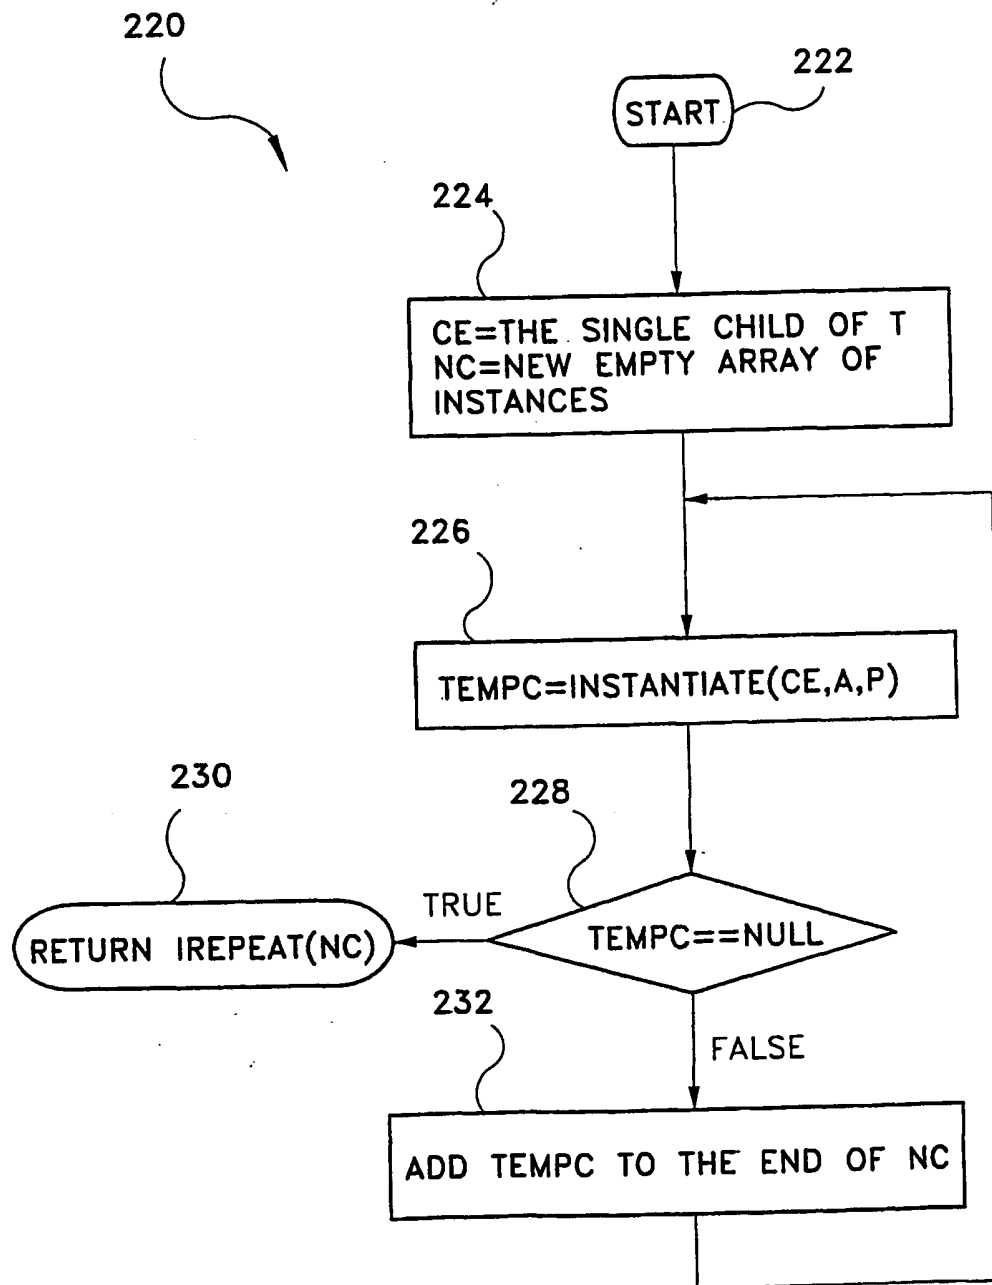 220
222
START
224
CE=THE SINGLE CHILD OF T
NC=NEW EMPTY ARRAY OF
INSTANCES
226
TEMPC=INSTANTIATE(CE,A,P)
230
228
TRUE
RETURN IREPEAT(NC)
TEMPC==NULL
232
FALSE
ADD TEMPC TO THE END OF NC